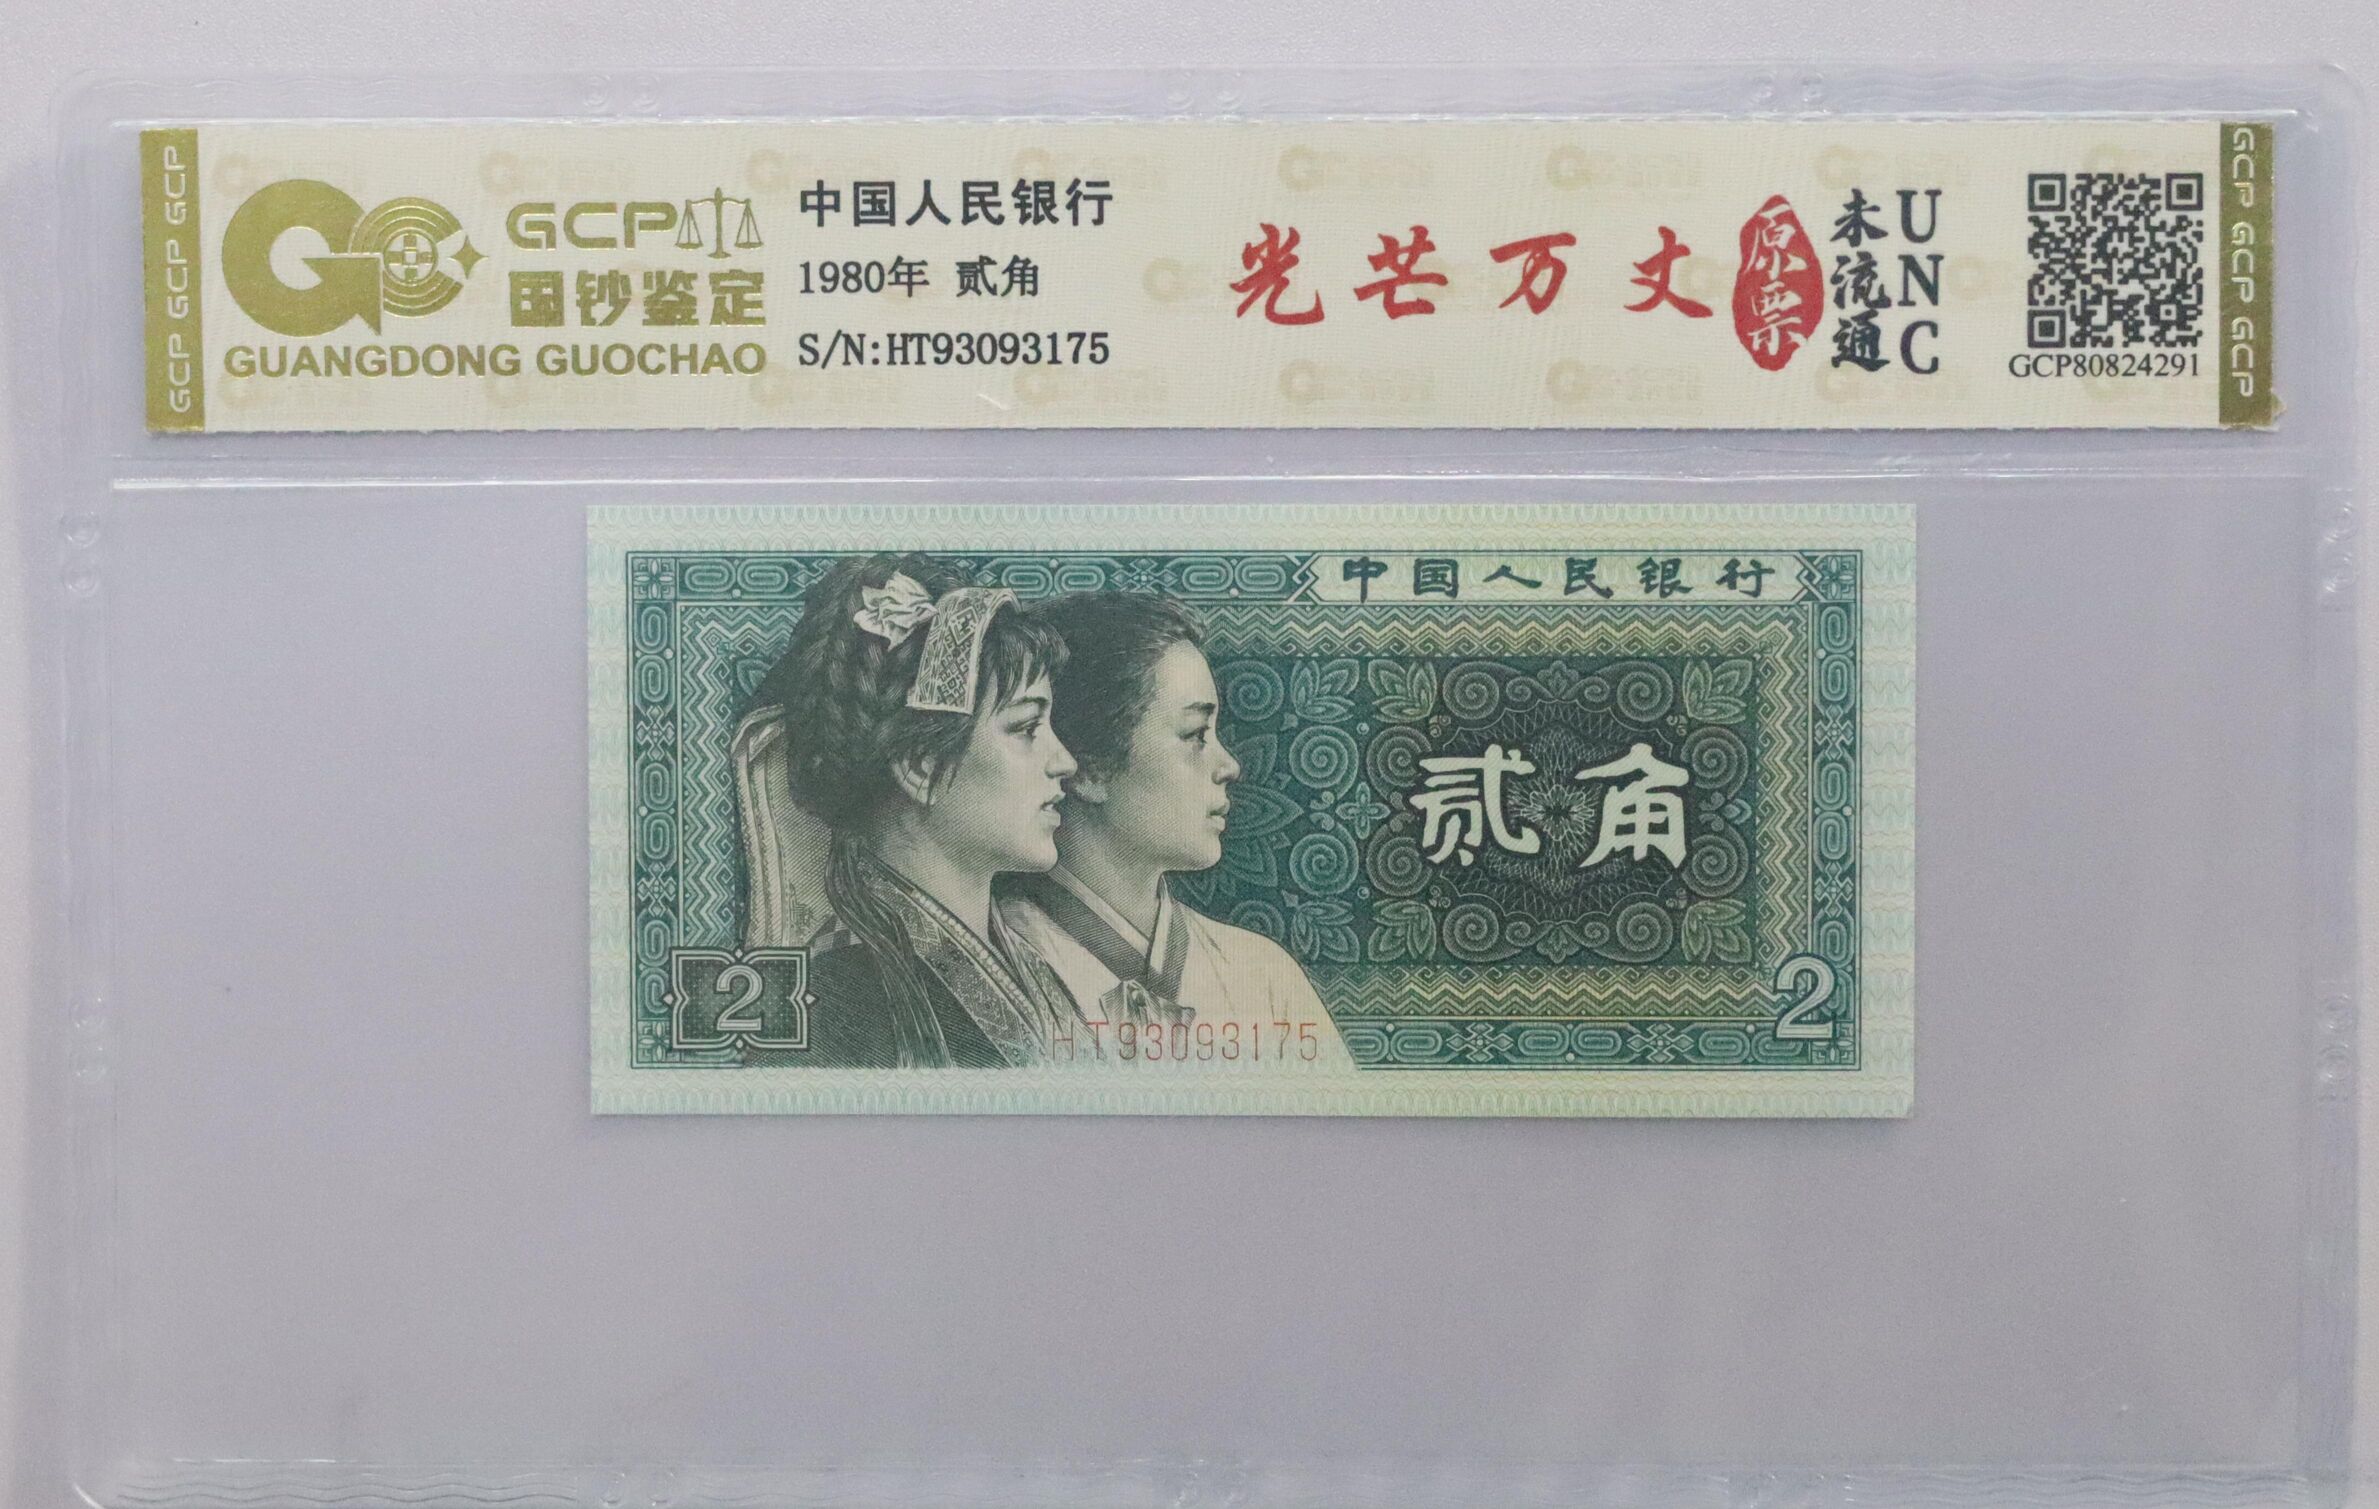 GCP GCP GCP
GCP
国钞鉴定
GUANGDONG GUOCHAO
中国人民银行
1980年 贰角
S/N:HT93093175
光芒万丈
原票
未流通
UNC
GCP80824291
GCP GCP GCP
中国人民银行
贰角
2
2
HT93093175